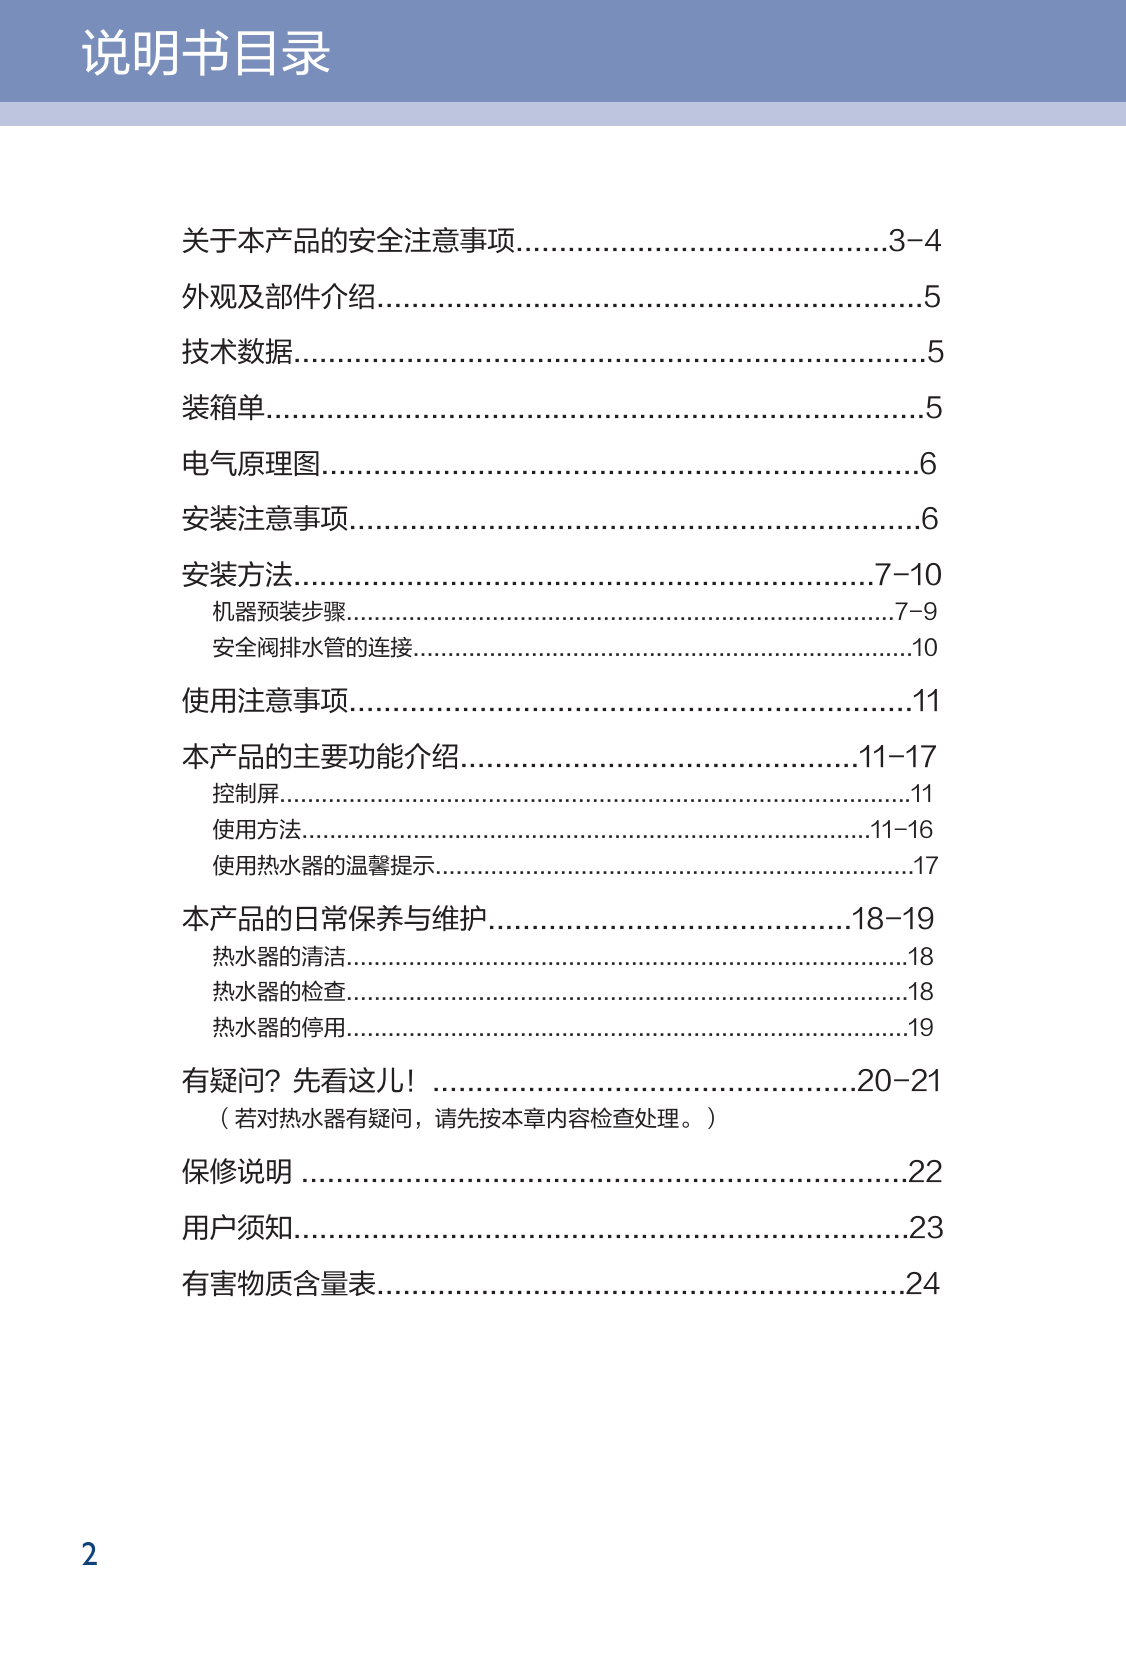 说明书目录
关于本产品的安全注意事项...........................................3-4
外观及部件介绍...............................................................5
技术数据.........................................................................5
装箱单............................................................................5
电气原理图.....................................................................6
安装注意事项..................................................................6
安装方法...................................................................7-10
机器预装步骤...............................................................................7-9
安全阀排水管的连接........................................................................10
使用注意事项.................................................................11
本产品的主要功能介绍..............................................11-17
控制屏...........................................................................................11
使用方法..................................................................................11-16
使用热水器的温馨提示.....................................................................17
本产品的日常保养与维护..........................................18-19
热水器的清洁.................................................................................18
热水器的检查.................................................................................18
热水器的停用.................................................................................19
有疑问？先看这儿！.................................................20-21
（若对热水器有疑问，请先按本章内容检查处理。）
保修说明 ......................................................................22
用户须知.......................................................................23
有害物质含量表.............................................................24
2